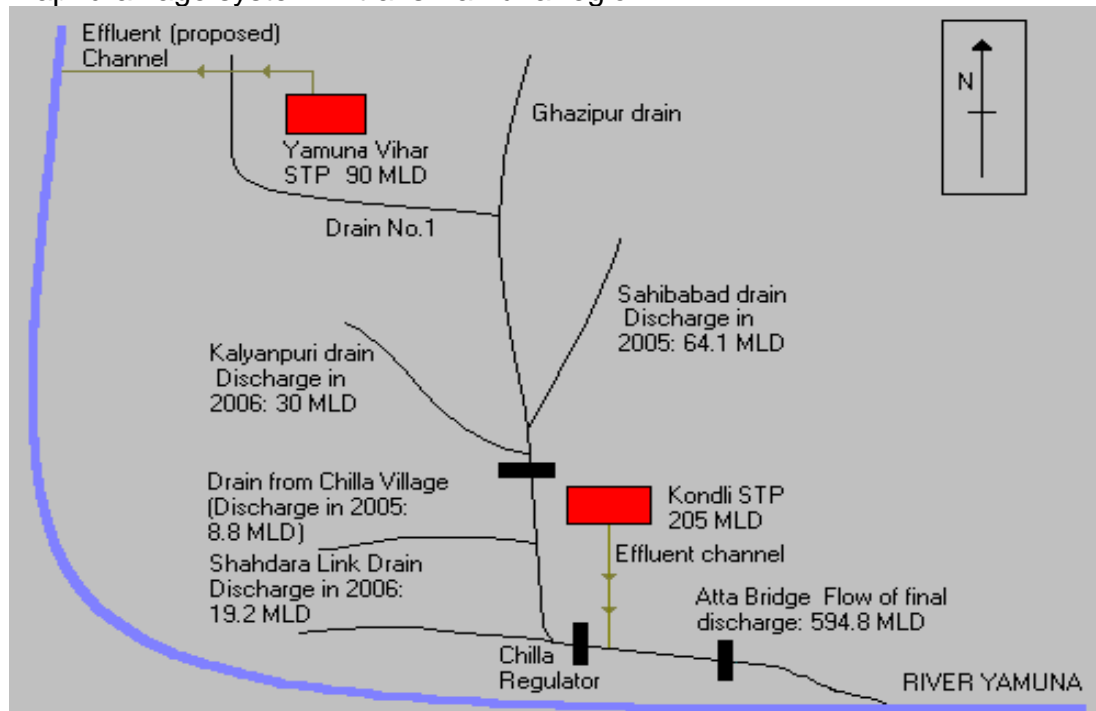 Effluent (proposed)
Channel
N
Ghazipur drain
Yamuna Vihar
STP 90 MLD
Drain No.1
Sahibabad drain
Discharge in
2005: 64.1 MLD
Kalyanpuri drain
Discharge in
2006: 30 MLD
Drain from Chilla Village
(Discharge in 2005:
8.8 MLD)
Kondli STP
205 MLD
Shahdara Link Drain
Discharge in 2006:
19.2 MLD
Effluent channel
Atta Bridge Flow of final
discharge: 594.8 MLD
Chilla
Regulator
RIVER YAMUNA